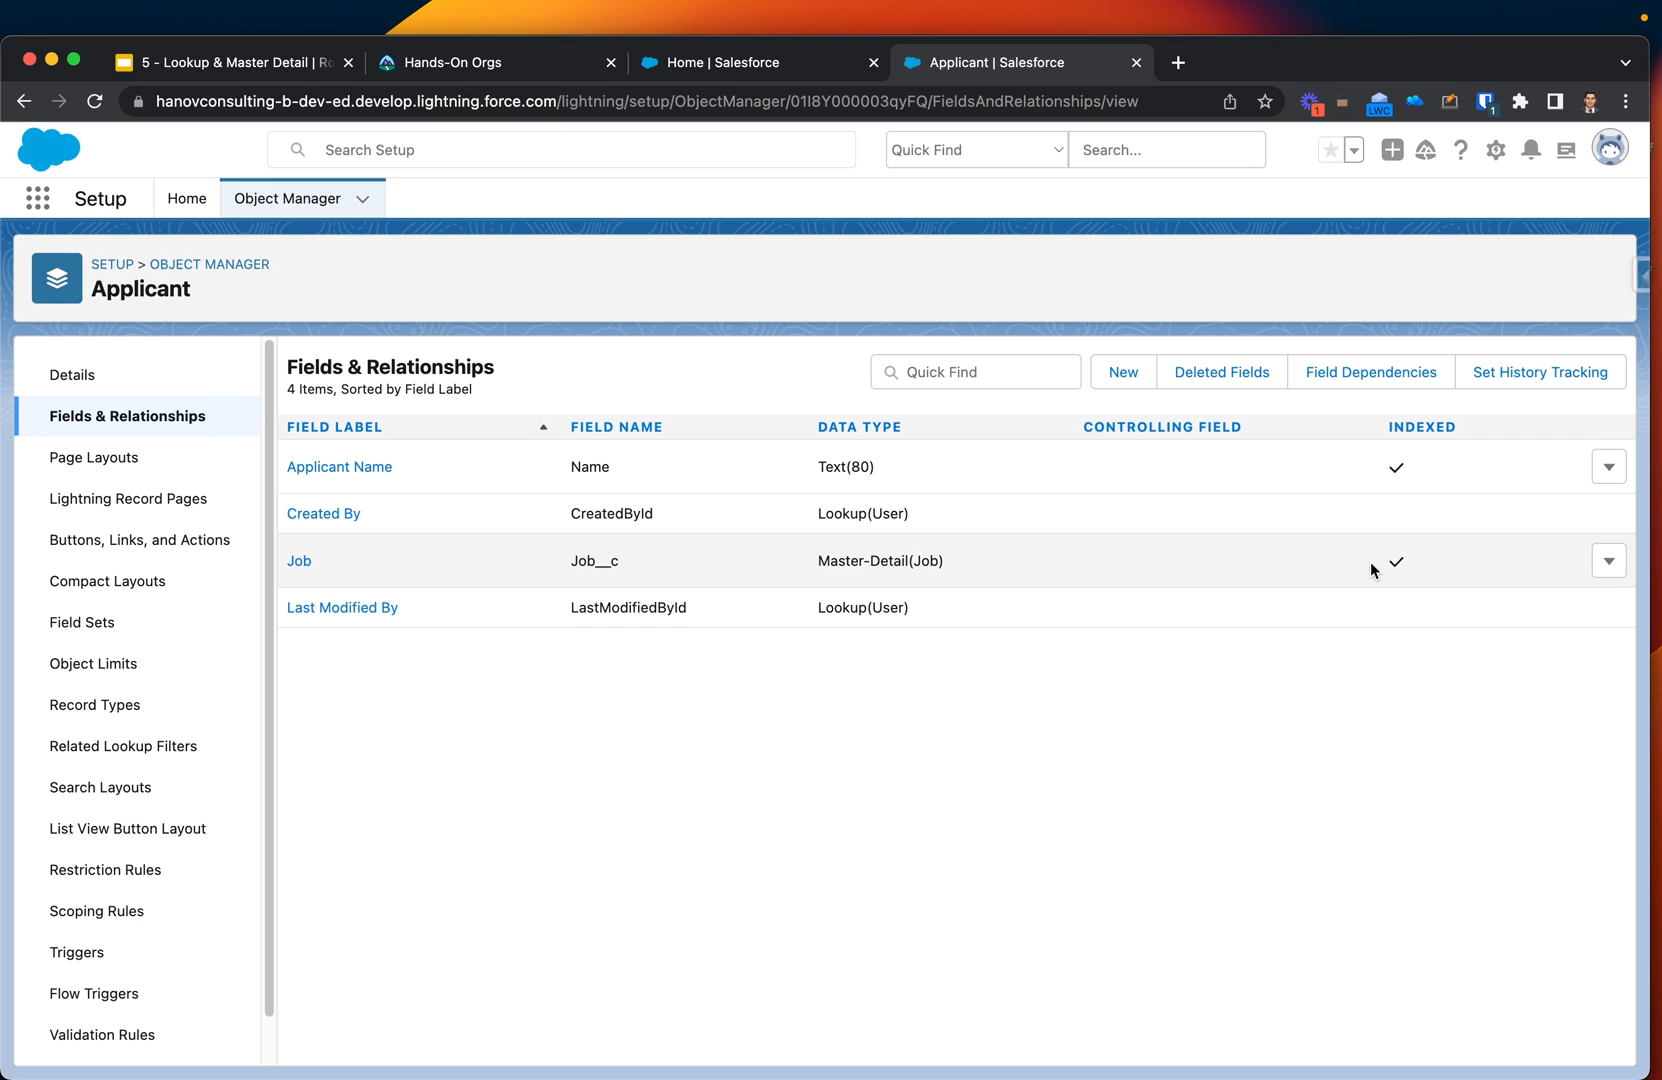 5 - Lookup & Master Detail | Ro
Hands-On Orgs
Home | Salesforce
Applicant | Salesforce
hanovconsulting-b-dev-ed.develop.lightning.force.com/lightning/setup/ObjectManager/01I8Y000003qyFQ/FieldsAndRelationships/view
1
LWC
1
Search Setup
Quick Find
Search...
Setup
Home
Object Manager
SETUP > OBJECT MANAGER
Applicant
Details
Fields & Relationships
Page Layouts
Lightning Record Pages
Buttons, Links, and Actions
Compact Layouts
Field Sets
Object Limits
Record Types
Related Lookup Filters
Search Layouts
List View Button Layout
Restriction Rules
Scoping Rules
Triggers
Flow Triggers
Validation Rules
Fields & Relationships
4 Items, Sorted by Field Label
Quick Find
New
Deleted Fields
Field Dependencies
Set History Tracking
FIELD LABEL FIELD NAME DATA TYPE CONTROLLING FIELD INDEXED
Applicant Name Name Text(80)
Created By CreatedById Lookup(User)
Job Job__c Master-Detail(Job)
Last Modified By LastModifiedById Lookup(User)